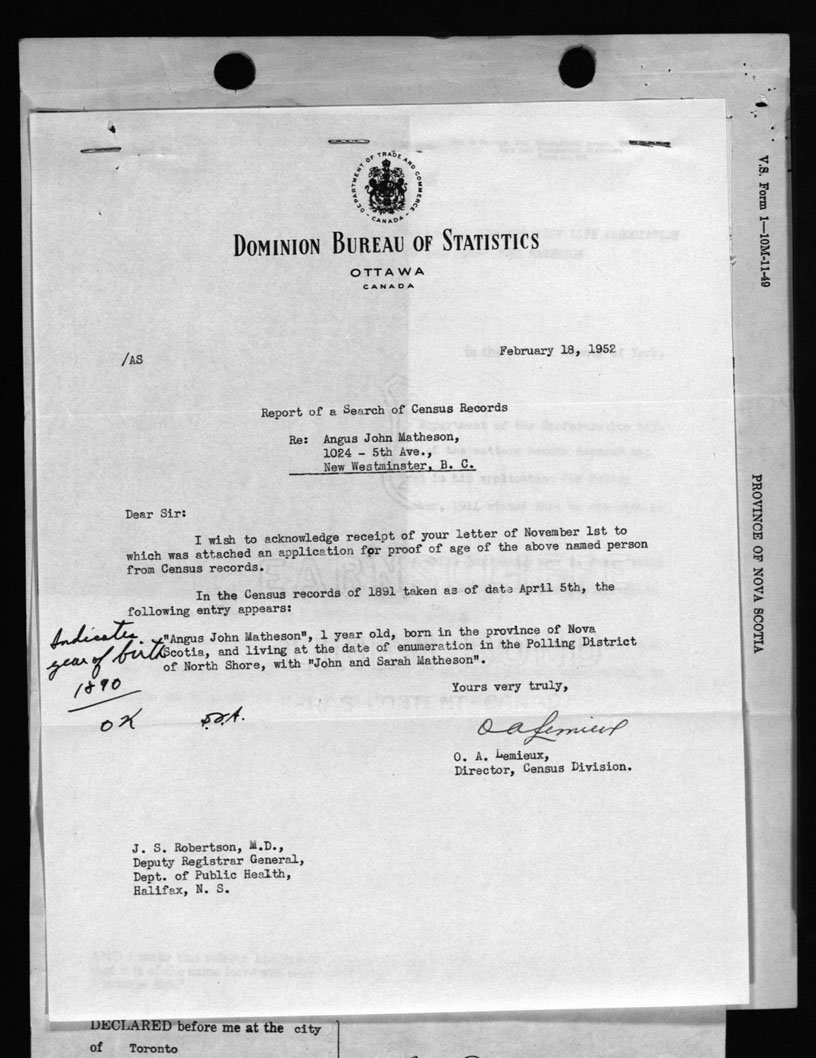 DEPARTMENT OF TRADE AND COMMERCE
- CANADA -
DOMINION BUREAU OF STATISTICS
OTTAWA
CANADA
/AS
February 18, 1952
Report of a Search of Census Records
Re: Angus John Matheson,
1024 - 5th Ave.,
New Westminster, B. C.
Dear Sir:
I wish to acknowledge receipt of your letter of November 1st to
which was attached an application for proof of age of the above named person
from Census records.
In the Census records of 1891 taken as of date April 5th, the
following entry appears:
"Angus John Matheson", 1 year old, born in the province of Nova
Scotia, and living at the date of enumeration in the Polling District
of North Shore, with "John and Sarah Matheson".
Indicates
year of birth
1890
OK
Yours very truly,
O A Lemieux
O. A. Lemieux,
Director, Census Division.
J. S. Robertson, M.D.,
Deputy Registrar General,
Dept. of Public Health,
Halifax, N. S.
V.S. Form 1—10M-11-49
PROVINCE OF NOVA SCOTIA
DECLARED before me at the city
of Toronto